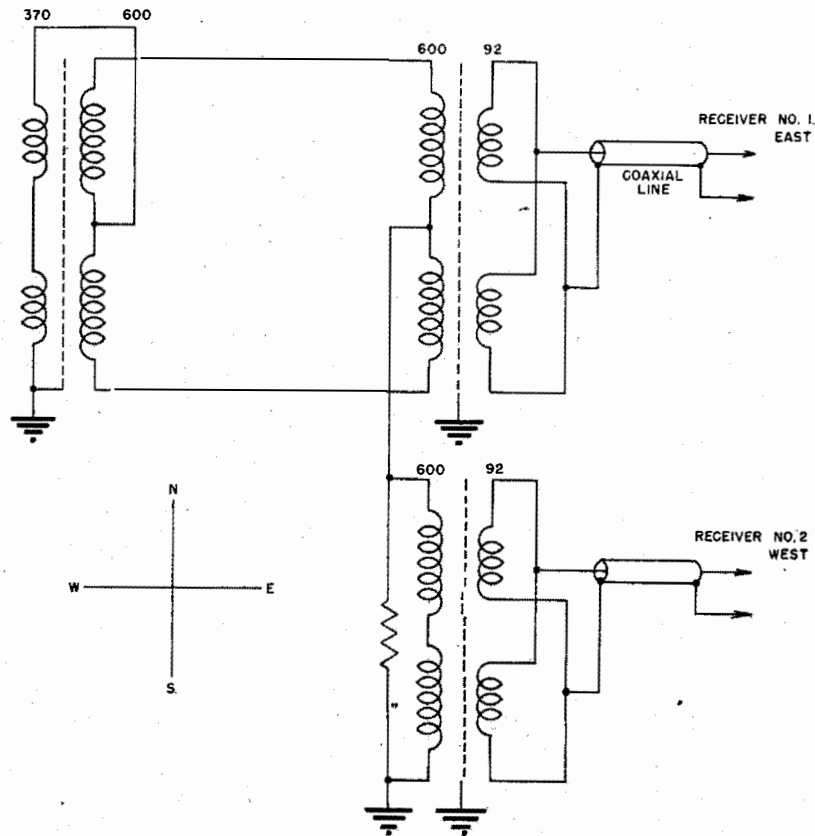 370 600
600 92
RECEIVER NO. 1.
EAST
COAXIAL
LINE
600 92
RECEIVER NO. 2
WEST
N
W E
S.